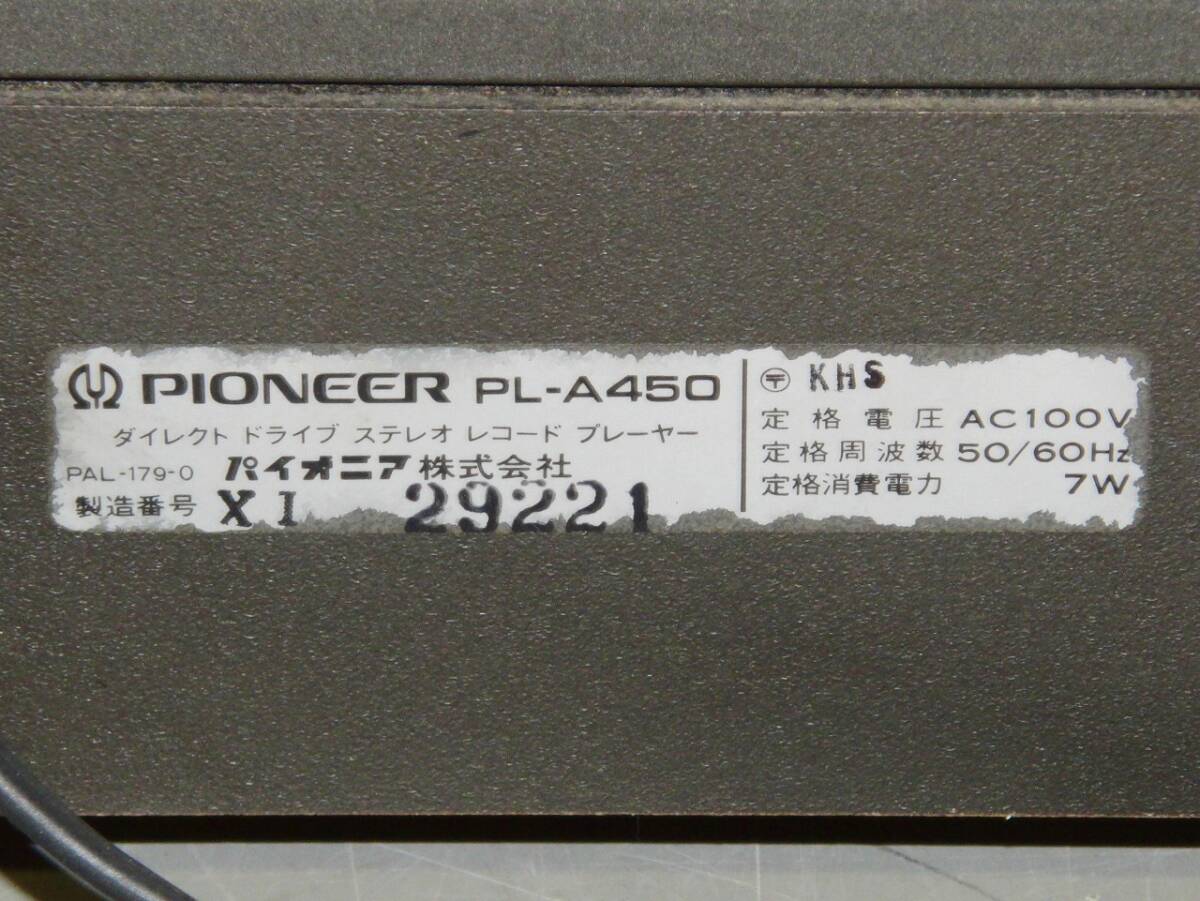 PIONEER PL-A450
ダイレクト ドライブ ステレオ レコード プレーヤー
PAL-179-0 パイオニア株式会社
製造番号 XI 29221
〒 KHS
定格電圧 AC100V
定格周波数 50/60Hz
定格消費電力 7W